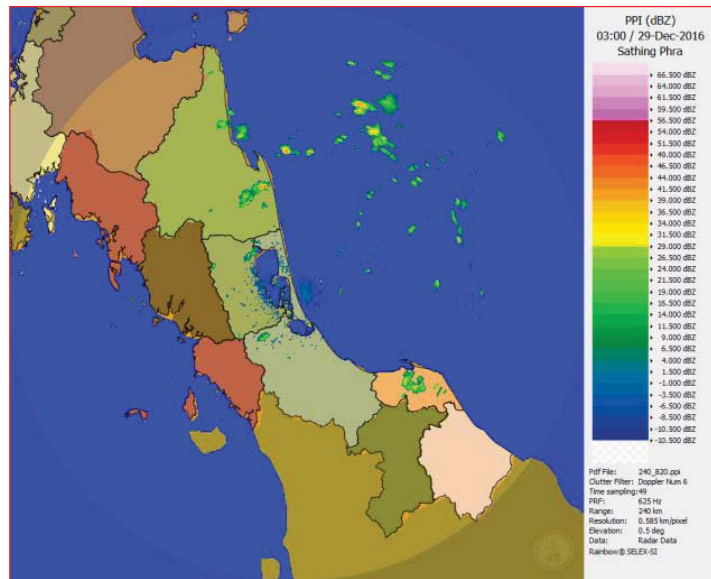 PPI (dBZ)
03:00 / 29-Dec-2016
Sathing Phra
66.500 dBZ
64.000 dBZ
61.500 dBZ
59.500 dBZ
56.500 dBZ
54.000 dBZ
51.500 dBZ
49.000 dBZ
46.500 dBZ
44.000 dBZ
41.500 dBZ
39.000 dBZ
36.500 dBZ
34.000 dBZ
31.500 dBZ
29.000 dBZ
26.500 dBZ
24.000 dBZ
21.500 dBZ
19.000 dBZ
16.500 dBZ
14.000 dBZ
11.500 dBZ
9.000 dBZ
6.500 dBZ
4.000 dBZ
1.500 dBZ
-1.000 dBZ
-3.500 dBZ
-6.000 dBZ
-8.500 dBZ
-10.500 dBZ
-10.500 dBZ
Pdf File: 240_820.ppi
Clutter Filter: Doppler Num 6
Time sampling: 49
PRF: 625 Hz
Range: 240 km
Resolution: 0.585 km/pixel
Elevation: 0.5 deg
Data: Radar Data
Rainbow® SELEX-SI